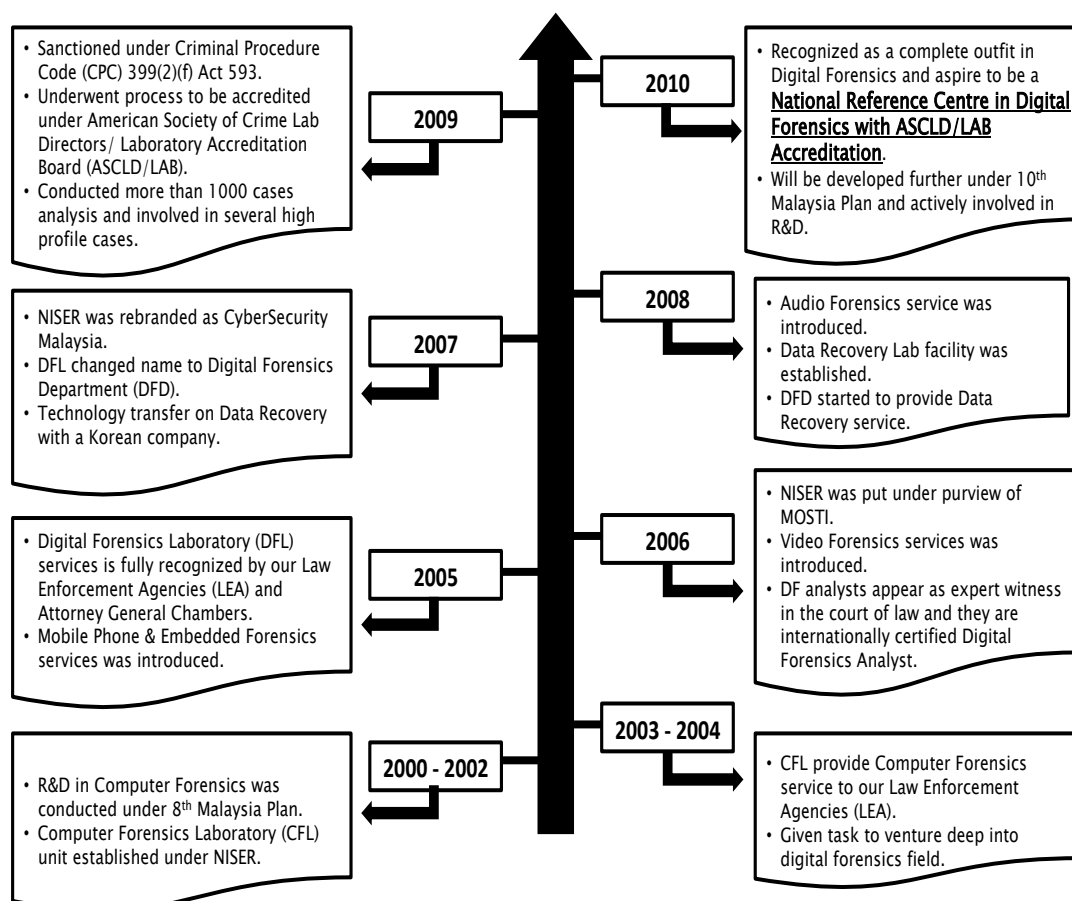 • Sanctioned under Criminal Procedure
Code (CPC) 399(2)(f) Act 593.
• Underwent process to be accredited
under American Society of Crime Lab
Directors/ Laboratory Accreditation
Board (ASCLD/LAB).
• Conducted more than 1000 cases
analysis and involved in several high
profile cases.
2009
2010
• Recognized as a complete outfit in
Digital Forensics and aspire to be a
National Reference Centre in Digital
Forensics with ASCLD/LAB
Accreditation.
• Will be developed further under 10th
Malaysia Plan and actively involved in
R&D.
• NISER was rebranded as CyberSecurity
Malaysia.
• DFL changed name to Digital Forensics
Department (DFD).
• Technology transfer on Data Recovery
with a Korean company.
2007
2008
• Audio Forensics service was
introduced.
• Data Recovery Lab facility was
established.
• DFD started to provide Data
Recovery service.
• Digital Forensics Laboratory (DFL)
services is fully recognized by our Law
Enforcement Agencies (LEA) and
Attorney General Chambers.
• Mobile Phone & Embedded Forensics
services was introduced.
2005
2006
• NISER was put under purview of
MOSTI.
• Video Forensics services was
introduced.
• DF analysts appear as expert witness
in the court of law and they are
internationally certified Digital
Forensics Analyst.
• R&D in Computer Forensics was
conducted under 8th Malaysia Plan.
• Computer Forensics Laboratory (CFL)
unit established under NISER.
2000 - 2002
2003 - 2004
• CFL provide Computer Forensics
service to our Law Enforcement
Agencies (LEA).
• Given task to venture deep into
digital forensics field.